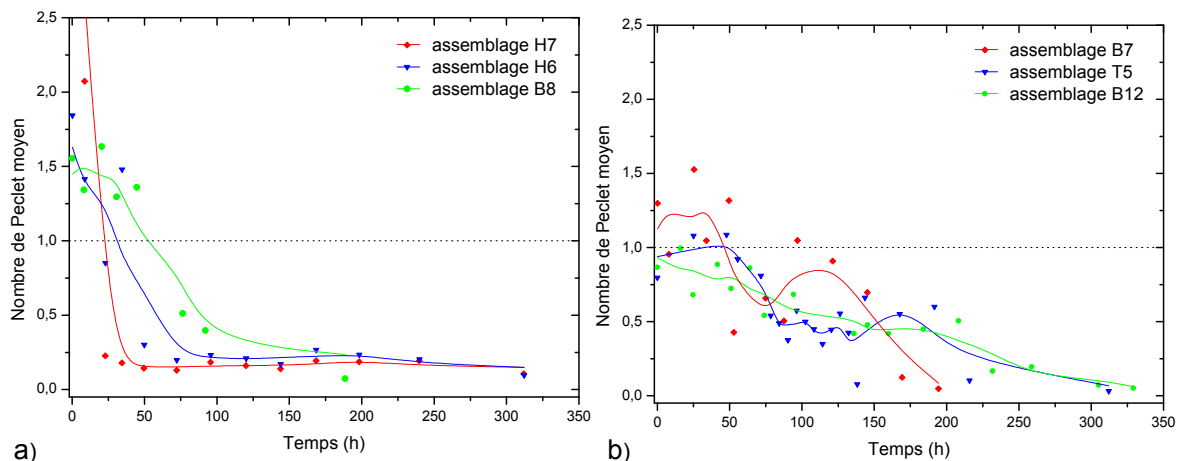 2,5
2,0
1,5
1,0
0,5
0,0
Nombre de Peclet moyen
assemblage H7
assemblage H6
assemblage B8
0 50 100 150 200 250 300 350
Temps (h)
a)
2,5
2,0
1,5
1,0
0,5
0,0
Nombre de Peclet moyen
assemblage B7
assemblage T5
assemblage B12
0 50 100 150 200 250 300 350
Temps (h)
b)